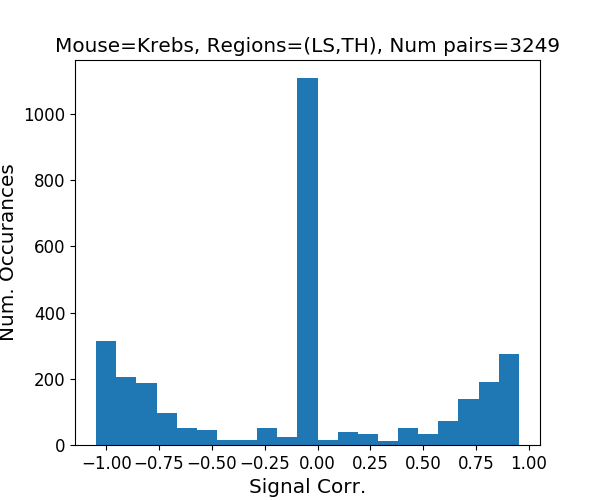 Mouse=Krebs, Regions=(LS,TH), Num pairs=3249
1000
800
600
400
200
0
Num. Occurances
−1.00 −0.75 −0.50 −0.25 0.00 0.25 0.50 0.75 1.00
Signal Corr.